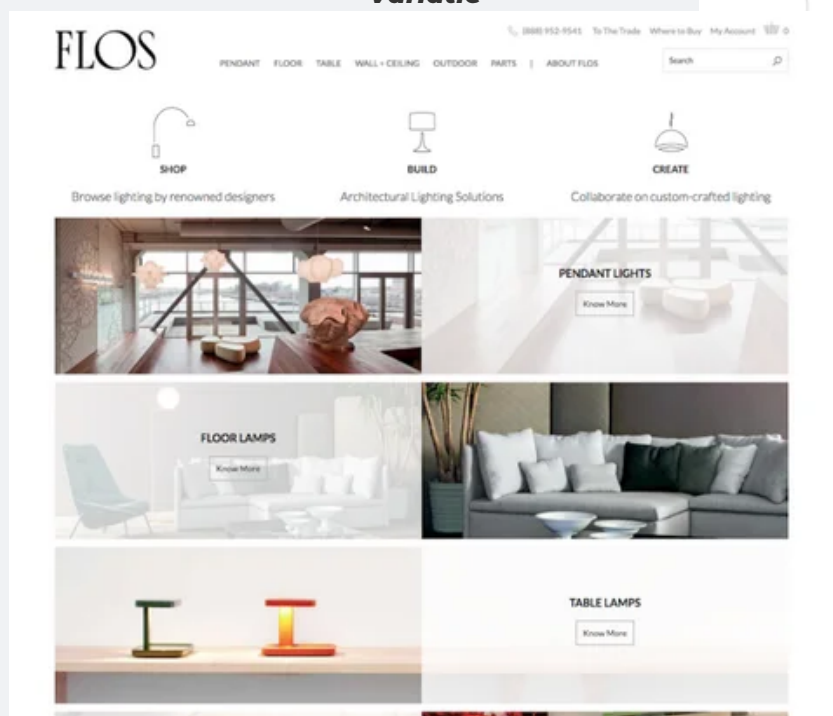 Variatie
FLOS
(888) 952-9541 To The Trade Where to Buy My Account 0
PENDANT FLOOR TABLE WALL + CEILING OUTDOOR PARTS | ABOUT FLOS
Search
SHOP BUILD CREATE
Browse lighting by renowned designers Architectural Lighting Solutions Collaborate on custom-crafted lighting
PENDANT LIGHTS
Know More
FLOOR LAMPS
Know More
TABLE LAMPS
Know More